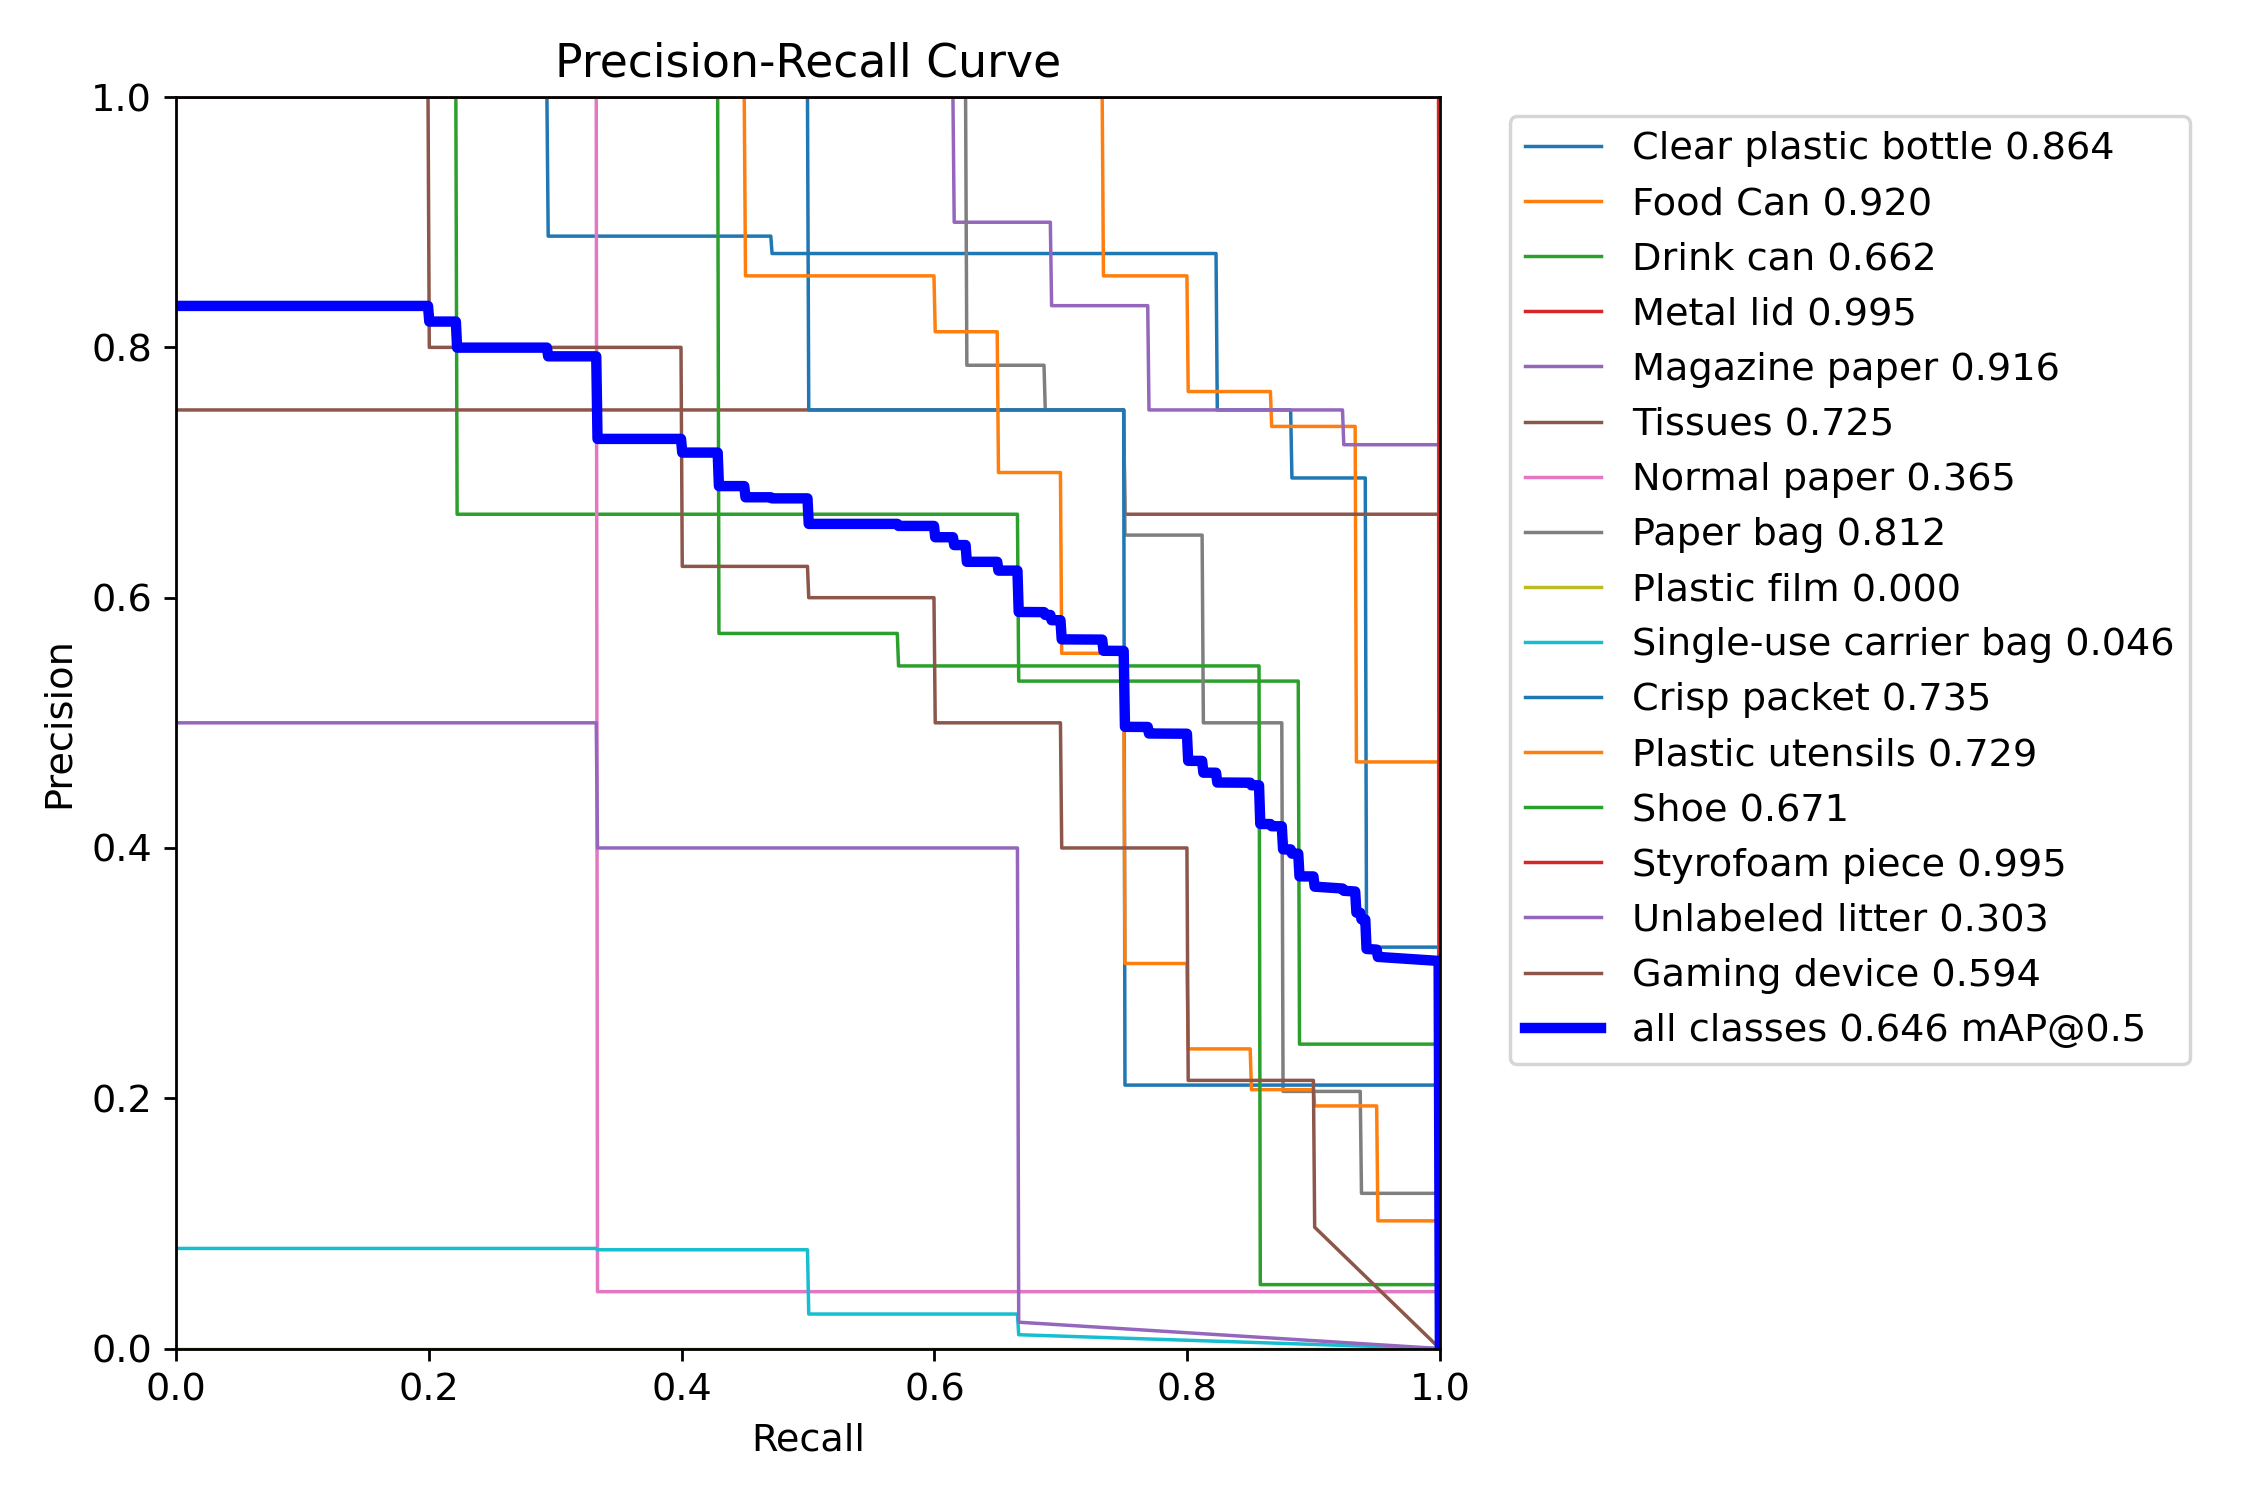 Precision-Recall Curve
1.0
0.8
0.6
0.4
0.2
0.0
Precision
0.0 0.2 0.4 0.6 0.8 1.0
Recall
Clear plastic bottle 0.864
Food Can 0.920
Drink can 0.662
Metal lid 0.995
Magazine paper 0.916
Tissues 0.725
Normal paper 0.365
Paper bag 0.812
Plastic film 0.000
Single-use carrier bag 0.046
Crisp packet 0.735
Plastic utensils 0.729
Shoe 0.671
Styrofoam piece 0.995
Unlabeled litter 0.303
Gaming device 0.594
all classes 0.646 mAP@0.5